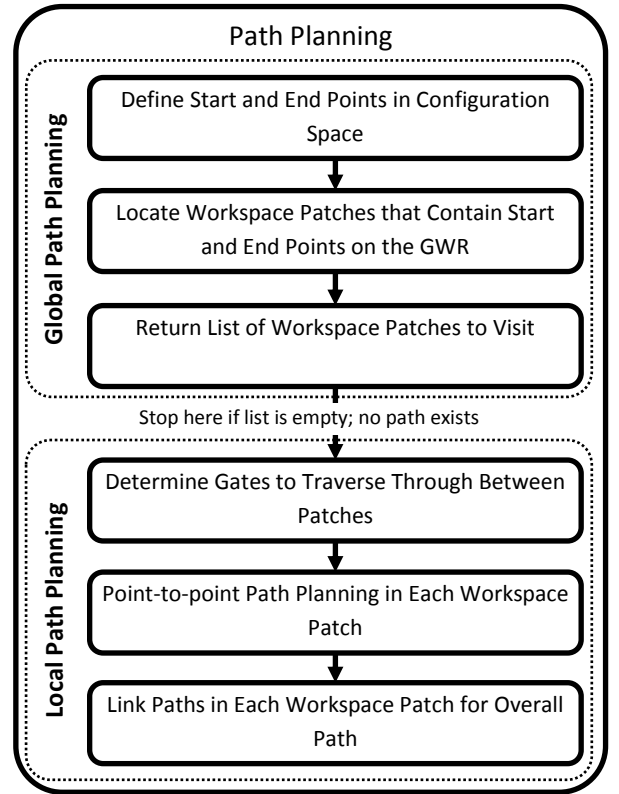 Path Planning
Global Path Planning
Define Start and End Points in Configuration
Space
Locate Workspace Patches that Contain Start
and End Points on the GWR
Return List of Workspace Patches to Visit
Stop here if list is empty; no path exists
Local Path Planning
Determine Gates to Traverse Through Between
Patches
Point-to-point Path Planning in Each Workspace
Patch
Link Paths in Each Workspace Patch for Overall
Path